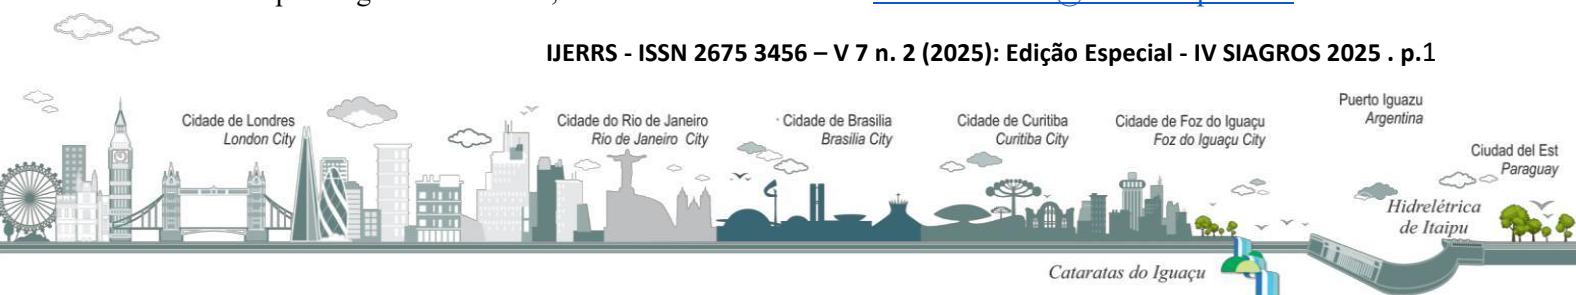 IJERRS - ISSN 2675 3456 – V 7 n. 2 (2025): Edição Especial - IV SIAGROS 2025 . p.1
Cidade de Londres
London City
Cidade do Rio de Janeiro
Rio de Janeiro City
Cidade de Brasilia
Brasilia City
Cidade de Curitiba
Curitiba City
Cidade de Foz do Iguaçu
Foz do Iguaçu City
Puerto Iguazu
Argentina
Ciudad del Est
Paraguay
Hidrelétrica
de Itaipu
Cataratas do Iguaçu